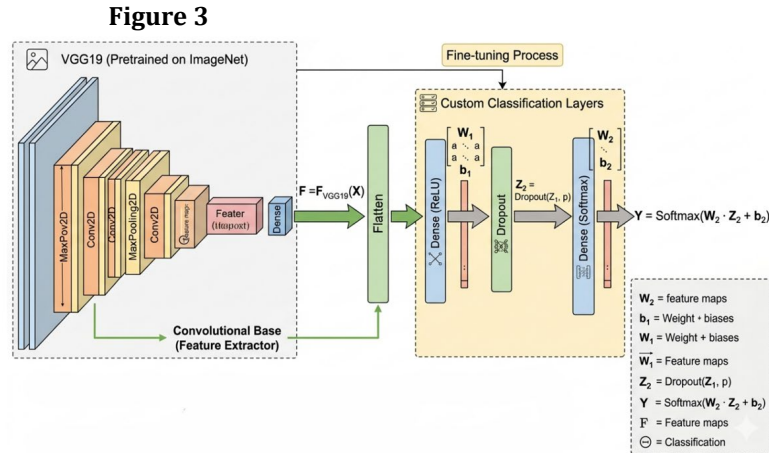 Figure 3
VGG19 (Pretrained on ImageNet)
Fine-tuning Process
Custom Classification Layers
MaxPov2D
Conv2D
Conv2D
MaxPooling2D
Conv2D
Feater
Dense
F =F_VGG19(X)
Flatten
Dense (ReLU)
W₁
a ⋱ a
a ⋱ a
b₁
Dropout
Z₂ =
Dropout(Z₁, p)
Dense (Softmax)
W₂
⋱
b₂
Y = Softmax(W₂ · Z₂ + b₂)
Convolutional Base
(Feature Extractor)
W₂ = feature maps
b₁ = Weight + biases
W₁ = Weight + biases
W₁ = Feature maps
Z₂ = Dropout(Z₁, p)
Y = Softmax(W₂ · Z₂ + b₂)
F = Feature maps
= Classification